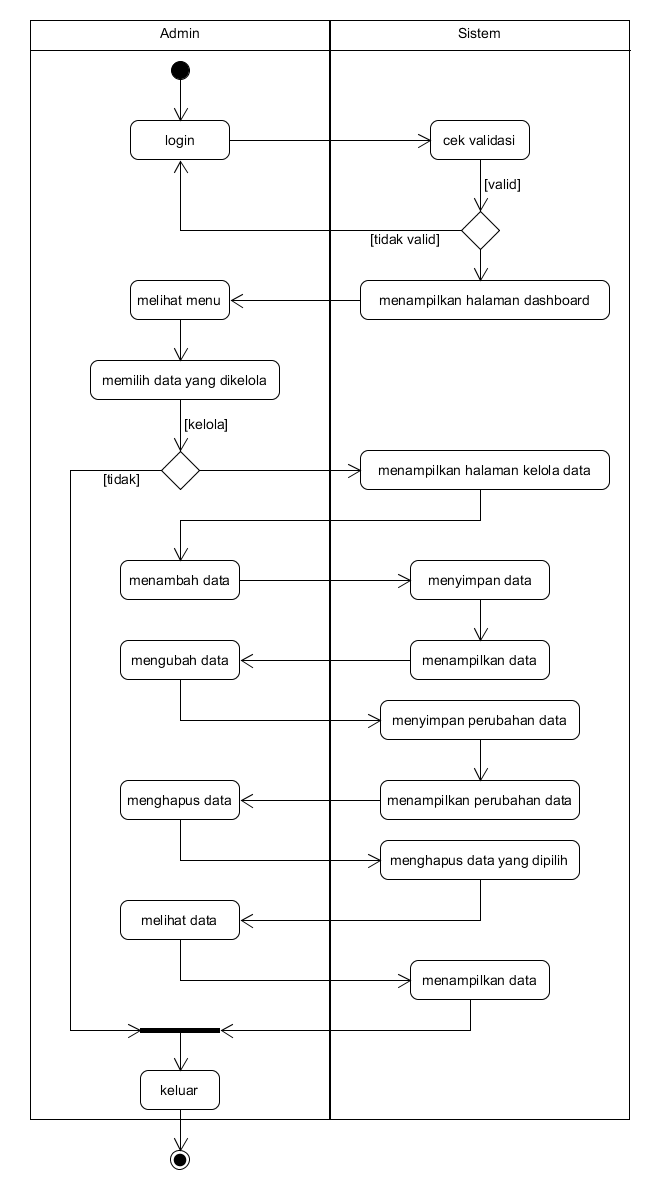 Admin
Sistem
login
cek validasi
[valid]
[tidak valid]
melihat menu
menampilkan halaman dashboard
memilih data yang dikelola
[kelola]
[tidak]
menampilkan halaman kelola data
menambah data
menyimpan data
mengubah data
menampilkan data
menyimpan perubahan data
menghapus data
menampilkan perubahan data
menghapus data yang dipilih
melihat data
menampilkan data
keluar